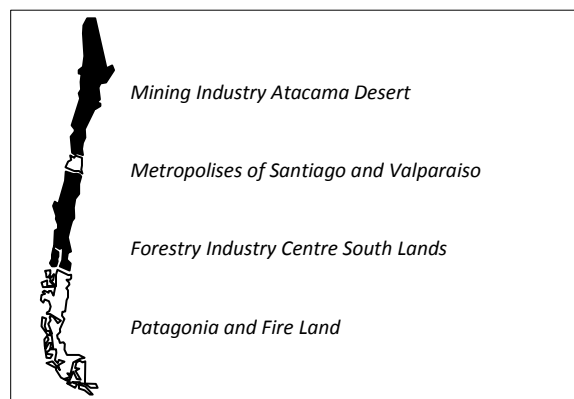 Mining Industry Atacama Desert
Metropolises of Santiago and Valparaiso
Forestry Industry Centre South Lands
Patagonia and Fire Land